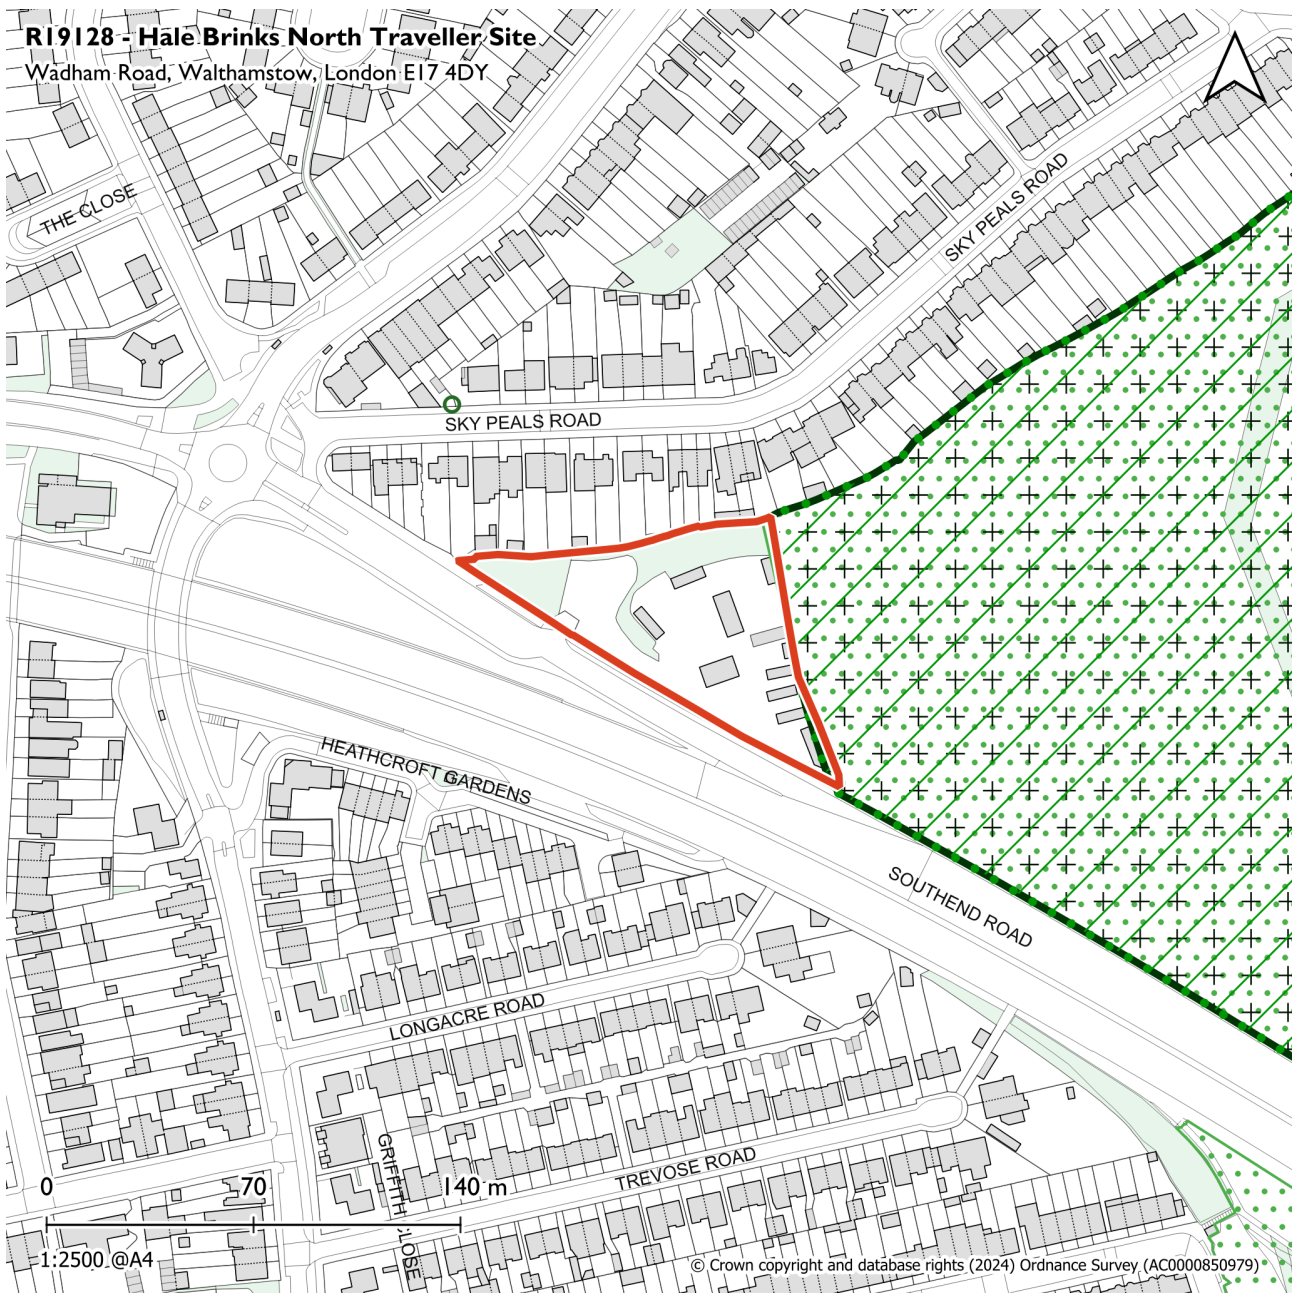 R19128 - Hale Brinks North Traveller Site
Wadham Road, Walthamstow, London E17 4DY
THE CLOSE
SKY PEALS ROAD
SKY PEALS ROAD
HEATHCROFT GARDENS
SOUTHEND ROAD
LONGACRE ROAD
GRIFFITH CLOSE
TREVOSE ROAD
0 70 140 m
1:2500 @A4
© Crown copyright and database rights (2024) Ordnance Survey (AC0000850979)